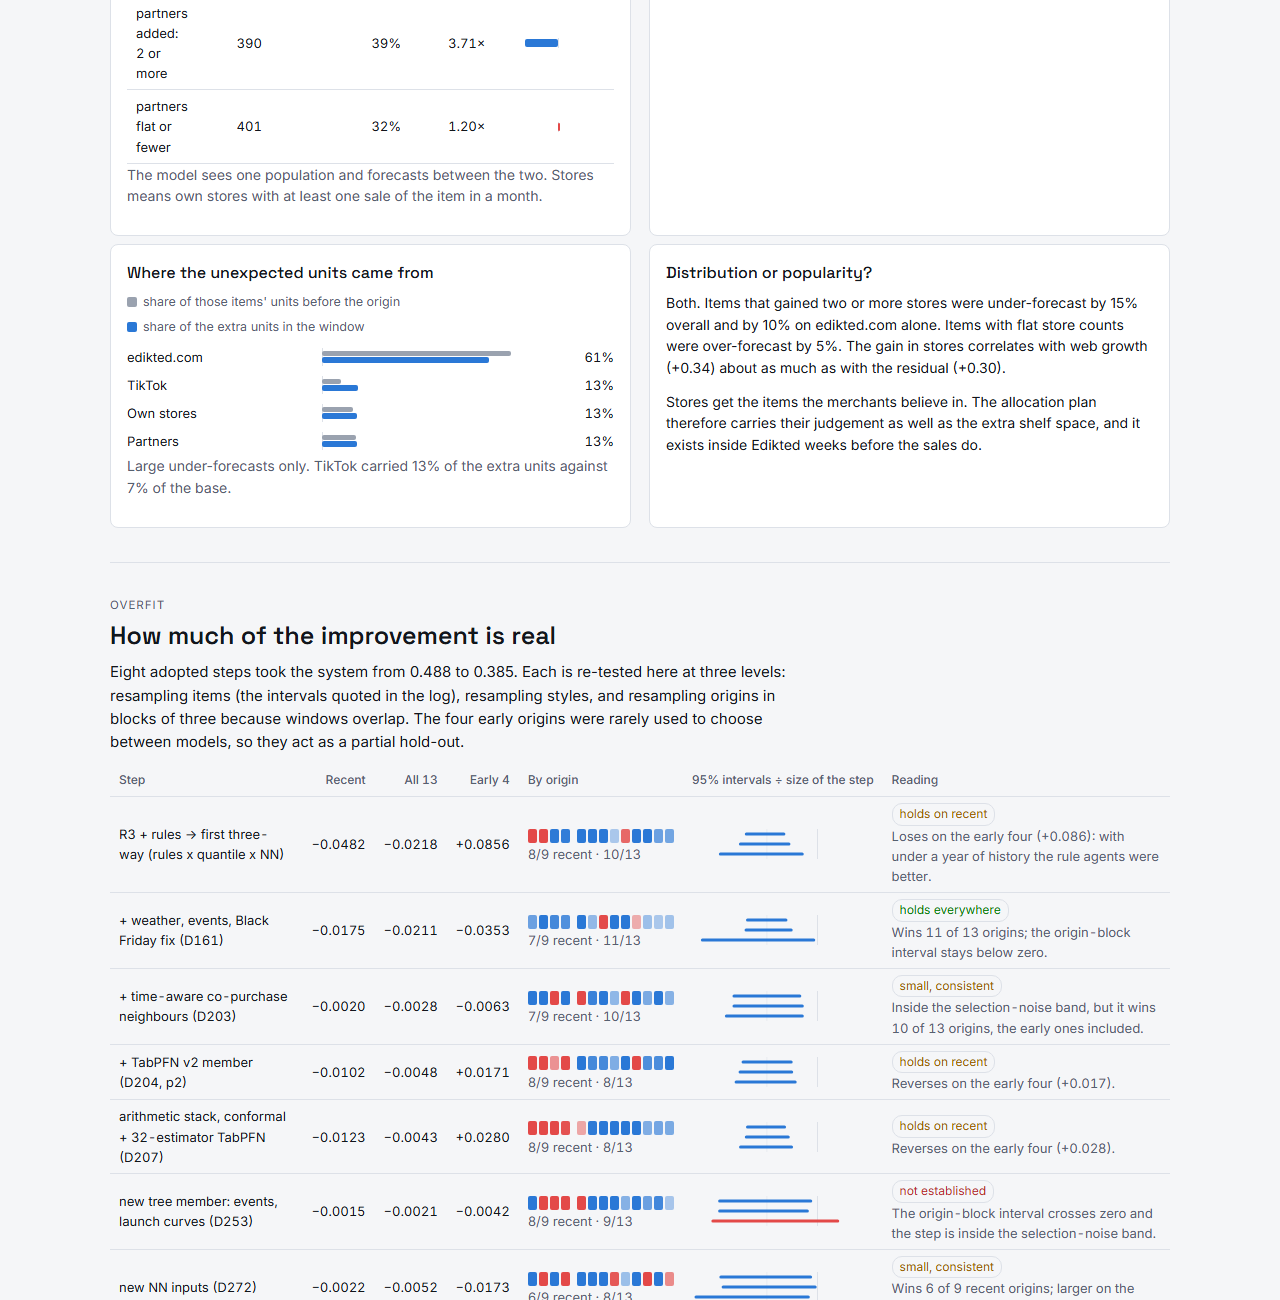 partners
added:
2 or
more
390
39%
3.71×
partners
flat or
fewer
401
32%
1.20×
The model sees one population and forecasts between the two. Stores
means own stores with at least one sale of the item in a month.
Where the unexpected units came from
share of those items' units before the origin
share of the extra units in the window
edikted.com 61%
TikTok 13%
Own stores 13%
Partners 13%
Large under-forecasts only. TikTok carried 13% of the extra units against
7% of the base.
Distribution or popularity?
Both. Items that gained two or more stores were under-forecast by 15%
overall and by 10% on edikted.com alone. Items with flat store counts
were over-forecast by 5%. The gain in stores correlates with web growth
(+0.34) about as much as with the residual (+0.30).
Stores get the items the merchants believe in. The allocation plan
therefore carries their judgement as well as the extra shelf space, and it
exists inside Edikted weeks before the sales do.
OVERFIT
How much of the improvement is real
Eight adopted steps took the system from 0.488 to 0.385. Each is re-tested here at three levels:
resampling items (the intervals quoted in the log), resampling styles, and resampling origins in
blocks of three because windows overlap. The four early origins were rarely used to choose
between models, so they act as a partial hold-out.
Step Recent All 13 Early 4 By origin 95% intervals ÷ size of the step Reading
R3 + rules → first three-
way (rules x quantile x NN)
−0.0482 −0.0218 +0.0856
8/9 recent · 10/13
holds on recent
Loses on the early four (+0.086): with
under a year of history the rule agents were
better.
+ weather, events, Black
Friday fix (D161)
−0.0175 −0.0211 −0.0353
7/9 recent · 11/13
holds everywhere
Wins 11 of 13 origins; the origin-block
interval stays below zero.
+ time-aware co-purchase
neighbours (D203)
−0.0020 −0.0028 −0.0063
7/9 recent · 10/13
small, consistent
Inside the selection-noise band, but it wins
10 of 13 origins, the early ones included.
+ TabPFN v2 member
(D204, p2)
−0.0102 −0.0048 +0.0171
8/9 recent · 8/13
holds on recent
Reverses on the early four (+0.017).
arithmetic stack, conformal
+ 32-estimator TabPFN
(D207)
−0.0123 −0.0043 +0.0280
8/9 recent · 8/13
holds on recent
Reverses on the early four (+0.028).
new tree member: events,
launch curves (D253)
−0.0015 −0.0021 −0.0042
8/9 recent · 9/13
not established
The origin-block interval crosses zero and
the step is inside the selection-noise band.
new NN inputs (D272)
−0.0022 −0.0052 −0.0173
6/9 recent · 8/13
small, consistent
Wins 6 of 9 recent origins; larger on the